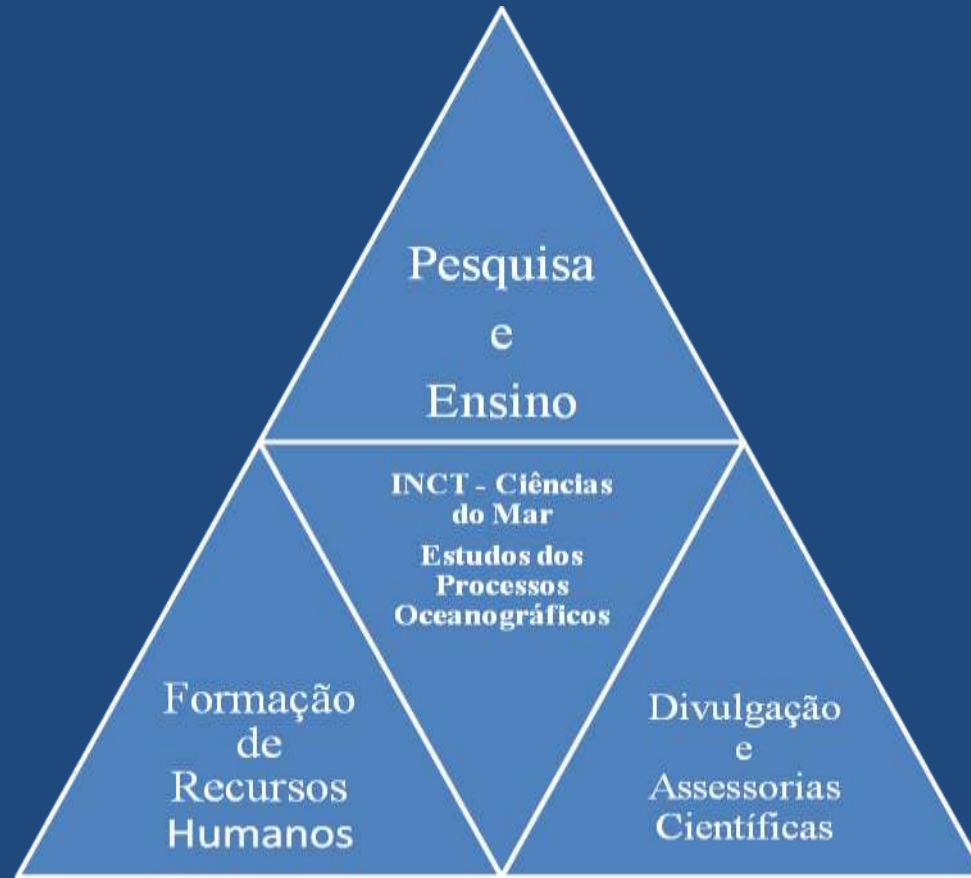 Pesquisa
e
Ensino
INCT - Ciências
do Mar
Estudos dos
Processos
Oceanográficos
Formação
de
Recursos
Humanos
Divulgação
e
Assessorias
Científicas